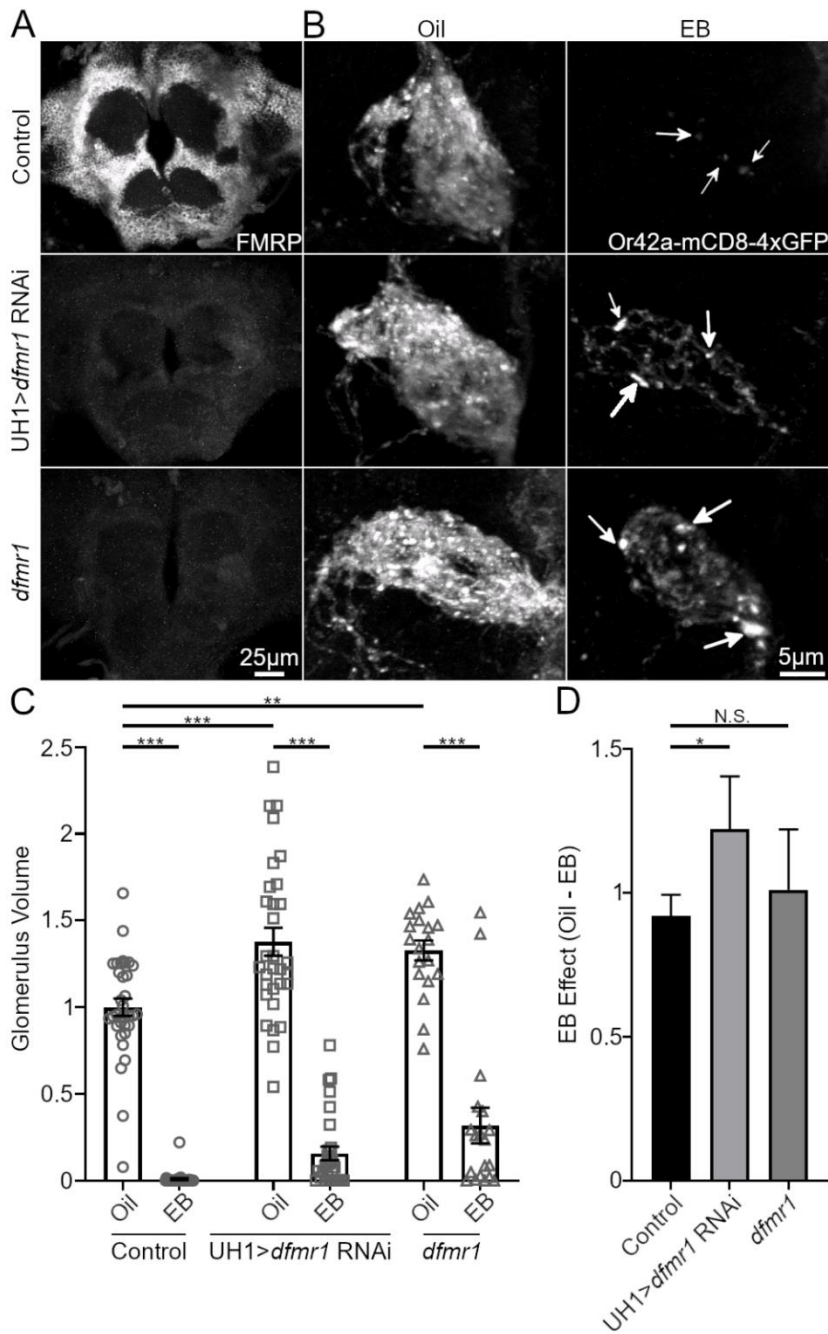 A
B
Oil
EB
Control
FMRP
Or42a-mCD8-4xGFP
UH1>dfmr1 RNAi
dfmr1
25µm
5µm
C
D
**
***
***
***
***
N.S.
*
2.5
2
1.5
1
0.5
0
Glomerulus Volume
Oil
EB
Oil
EB
Oil
EB
Control
UH1>dfmr1 RNAi
dfmr1
1.5
1
0.5
0
EB Effect (Oil - EB)
Control
UH1>dfmr1 RNAi
dfmr1